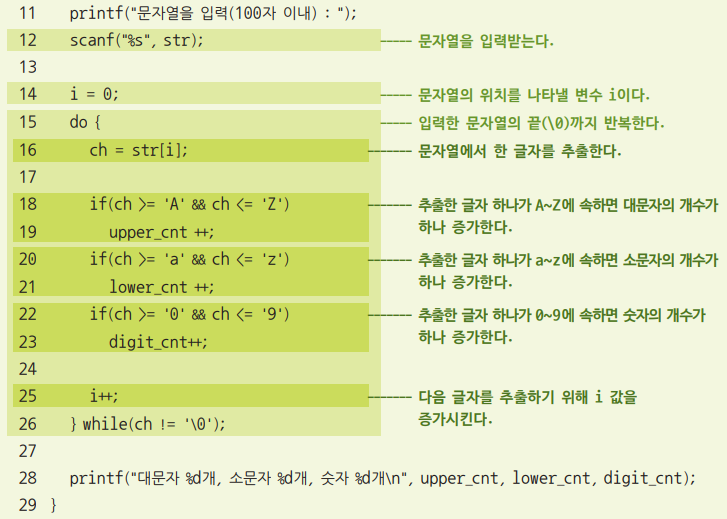 11 printf("문자열을 입력(100자 이내) : ");
12 scanf("%s", str); 문자열을 입력받는다.
13
14 i = 0; 문자열의 위치를 나타낼 변수 i이다.
15 do { 입력한 문자열의 끝(\0)까지 반복한다.
16 ch = str[i]; 문자열에서 한 글자를 추출한다.
17
18 if(ch >= 'A' && ch <= 'Z') 추출한 글자 하나가 A~Z에 속하면 대문자의 개수가
19 upper_cnt ++; 하나 증가한다.
20 if(ch >= 'a' && ch <= 'z') 추출한 글자 하나가 a~z에 속하면 소문자의 개수가
21 lower_cnt ++; 하나 증가한다.
22 if(ch >= '0' && ch <= '9') 추출한 글자 하나가 0~9에 속하면 숫자의 개수가
23 digit_cnt++; 하나 증가한다.
24
25 i++; 다음 글자를 추출하기 위해 i 값을
증가시킨다.
26 } while(ch != '\0');
27
28 printf("대문자 %d개, 소문자 %d개, 숫자 %d개\n", upper_cnt, lower_cnt, digit_cnt);
29 }